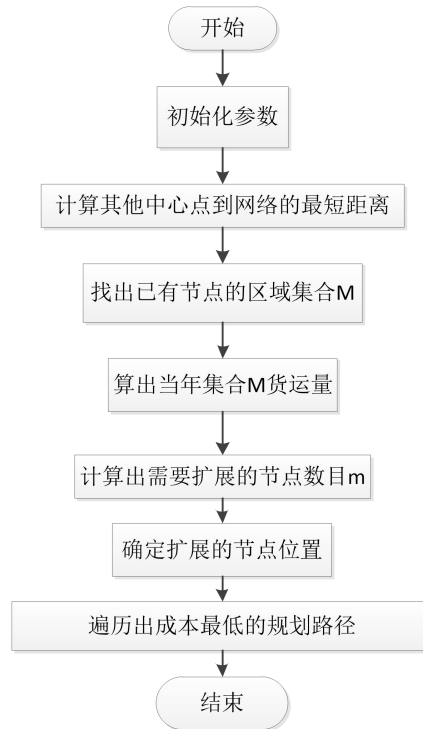 开始
初始化参数
计算其他中心点到网络的最短距离
找出已有节点的区域集合M
算出当年集合M货运量
计算出需要扩展的节点数目m
确定扩展的节点位置
遍历出成本最低的规划路径
结束